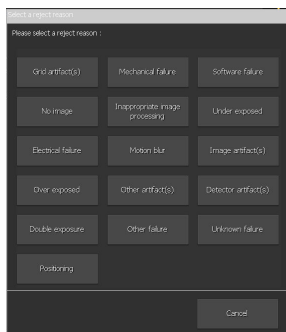 Select a reject reason
Please select a reject reason :
Grid artifact(s)
Mechanical failure
Software failure
No image
Inappropriate image
processing
Under exposed
Electrical failure
Motion blur
Image artifact(s)
Over exposed
Other artifact(s)
Detector artifact(s)
Double exposure
Other failure
Unknown failure
Positioning
Cancel